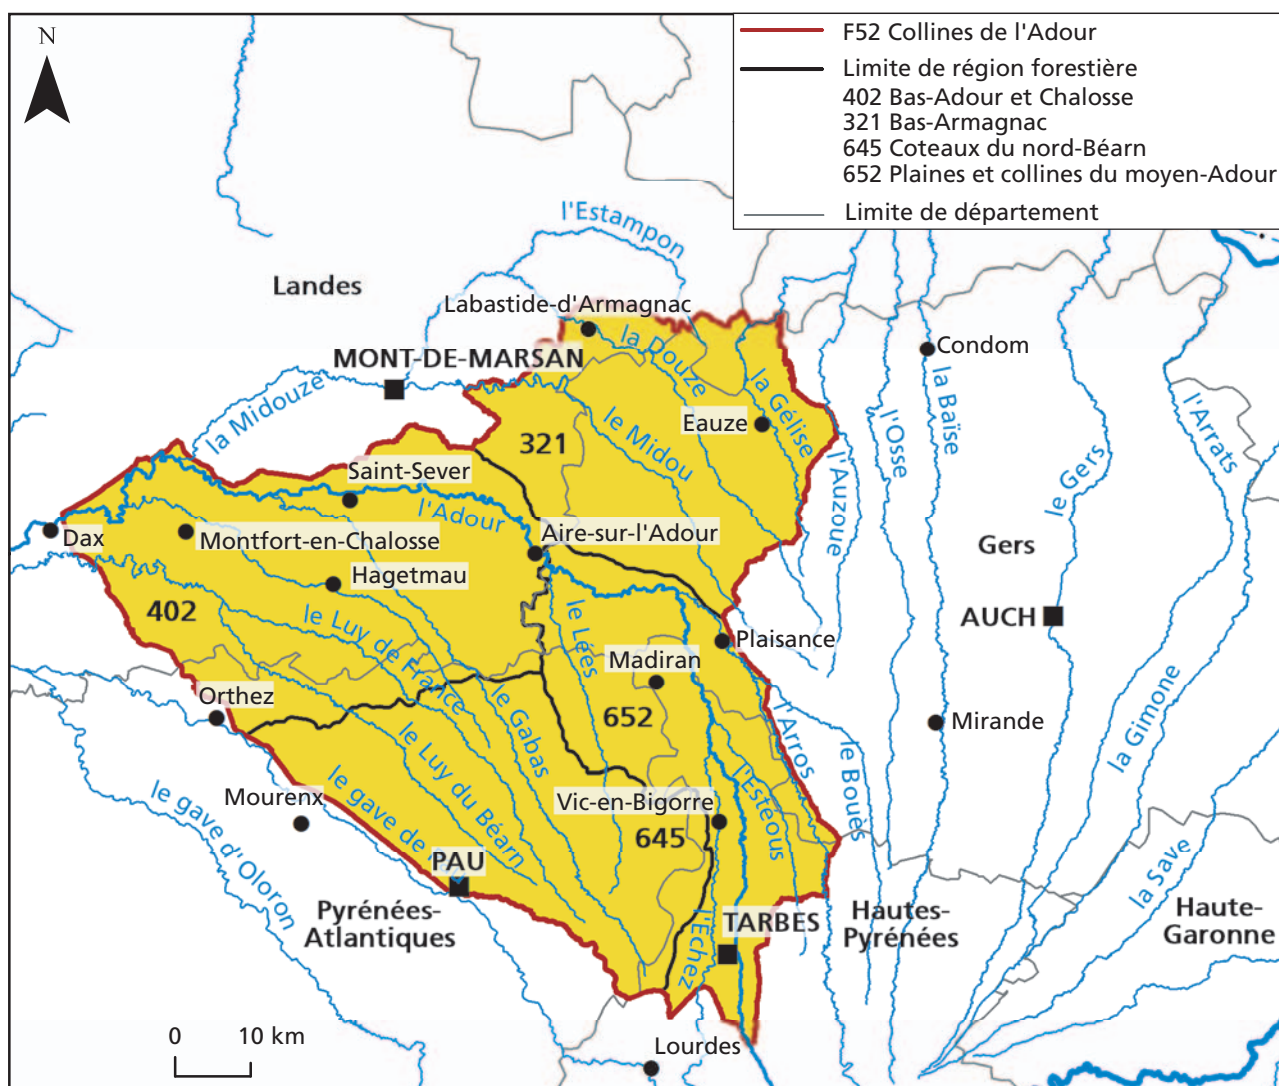 N
F52 Collines de l'Adour
Limite de région forestière
402 Bas-Adour et Chalosse
321 Bas-Armagnac
645 Coteaux du nord-Béarn
652 Plaines et collines du moyen-Adour
Limite de département
l'Estampon
Landes
Labastide-d'Armagnac
la Douze
MONT-DE-MARSAN
Condom
la Midouze
la Gélise
la Baïse
l'Arrats
le Midou
Eauze
l'Osse
321
le Gers
l'Auzoue
Saint-Sever
l'Adour
Dax
Montfort-en-Chalosse
Aire-sur-l'Adour
Gers
Hagetmau
402
le Luy de France
le Lées
AUCH
Plaisance
Madiran
Orthez
le Gabas
652
l'Arros
Mirande
la Gimone
le Luy du Béarn
le Bouès
l'Estéous
Mourenx
Vic-en-Bigorre
le gave d'Oloron
le gave de
645
PAU
la Save
Pyrénées-
Atlantiques
l'Échez
TARBES
Hautes-
Pyrénées
Haute-
Garonne
0 10 km
Lourdes